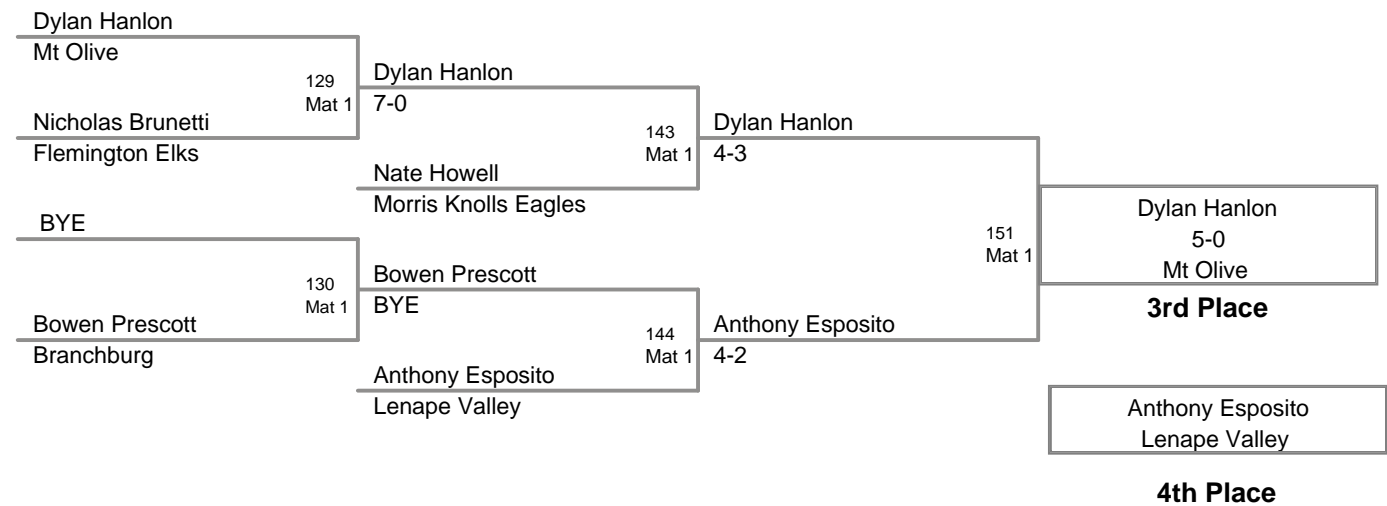 Dylan Hanlon
Mt Olive
129
Mat 1
Nicholas Brunetti
Flemington Elks
BYE
130
Mat 1
Bowen Prescott
Branchburg
Dylan Hanlon
7-0
143
Mat 1
Nate Howell
Morris Knolls Eagles
Bowen Prescott
BYE
144
Mat 1
Anthony Esposito
Lenape Valley
Dylan Hanlon
4-3
151
Mat 1
Anthony Esposito
4-2
Dylan Hanlon
5-0
Mt Olive
3rd Place
Anthony Esposito
Lenape Valley
4th Place